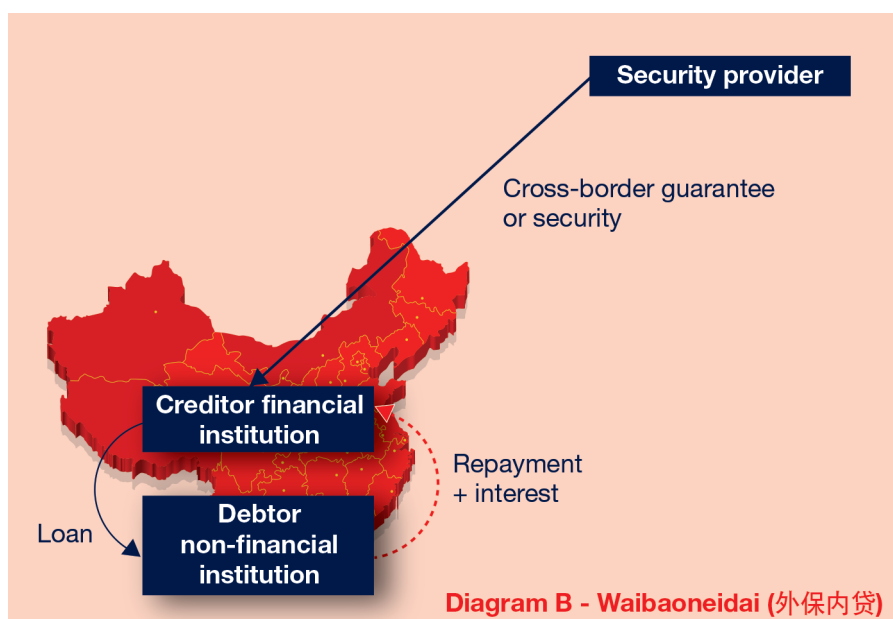 Security provider
Cross-border guarantee
or security
Creditor financial
institution
Repayment
+ interest
Loan
Debtor
non-financial
institution
Diagram B - Waibaoneidai (外保内贷)